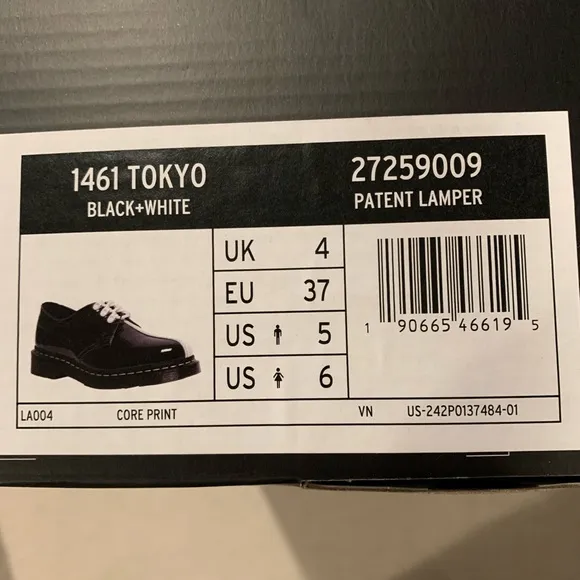 1461 TOKYO
BLACK+WHITE
27259009
PATENT LAMPER
UK 4
EU 37
US 5
US 6
1 90665 46619 5
LA004 CORE PRINT VN US-242P0137484-01